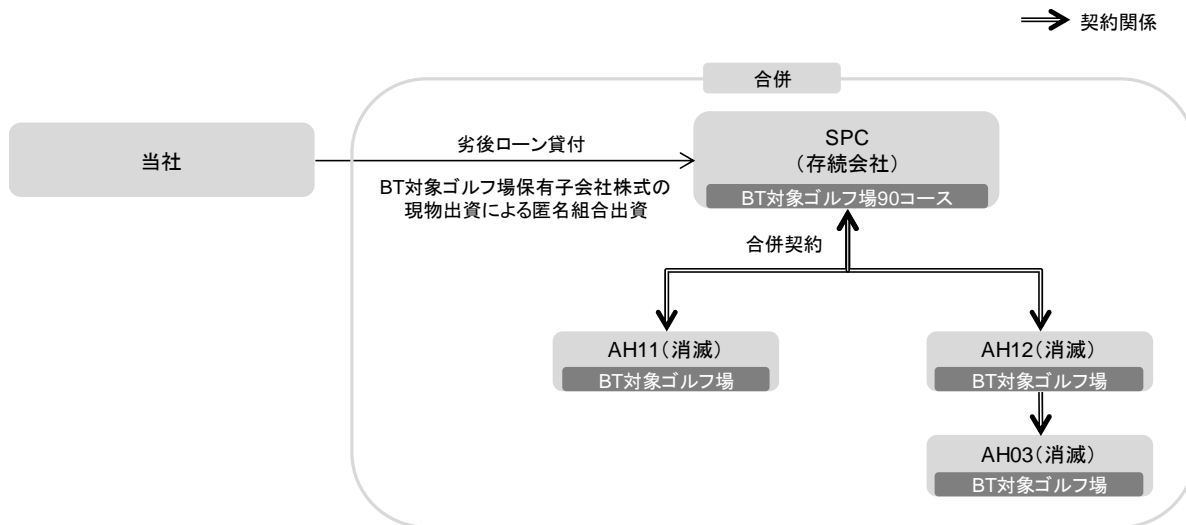 契約関係
合併
当社
劣後ローン貸付
BT対象ゴルフ場保有子会社株式の
現物出資による匿名組合出資
SPC
（存続会社）
BT対象ゴルフ場90コース
合併契約
AH11（消滅）
BT対象ゴルフ場
AH12（消滅）
BT対象ゴルフ場
AH03（消滅）
BT対象ゴルフ場